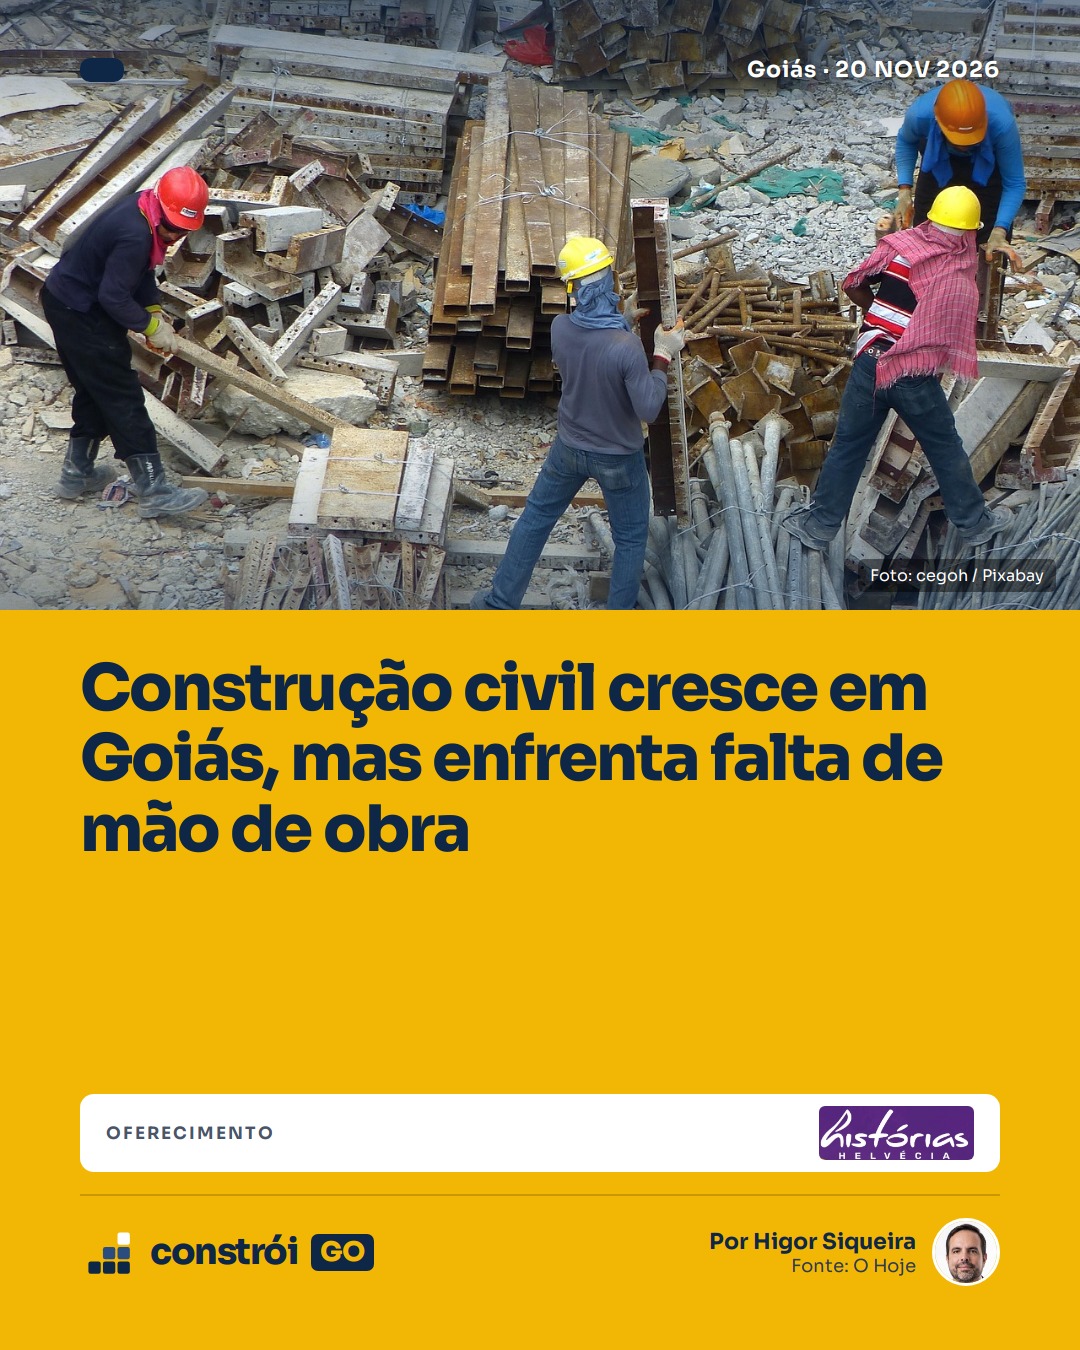 Goiás · 20 NOV 2026
Foto: cegoh / Pixabay
Construção civil cresce em
Goiás, mas enfrenta falta de
mão de obra
OFERECIMENTO
histórias
HELVÉCIA
constrói GO
Por Higor Siqueira
Fonte: O Hoje